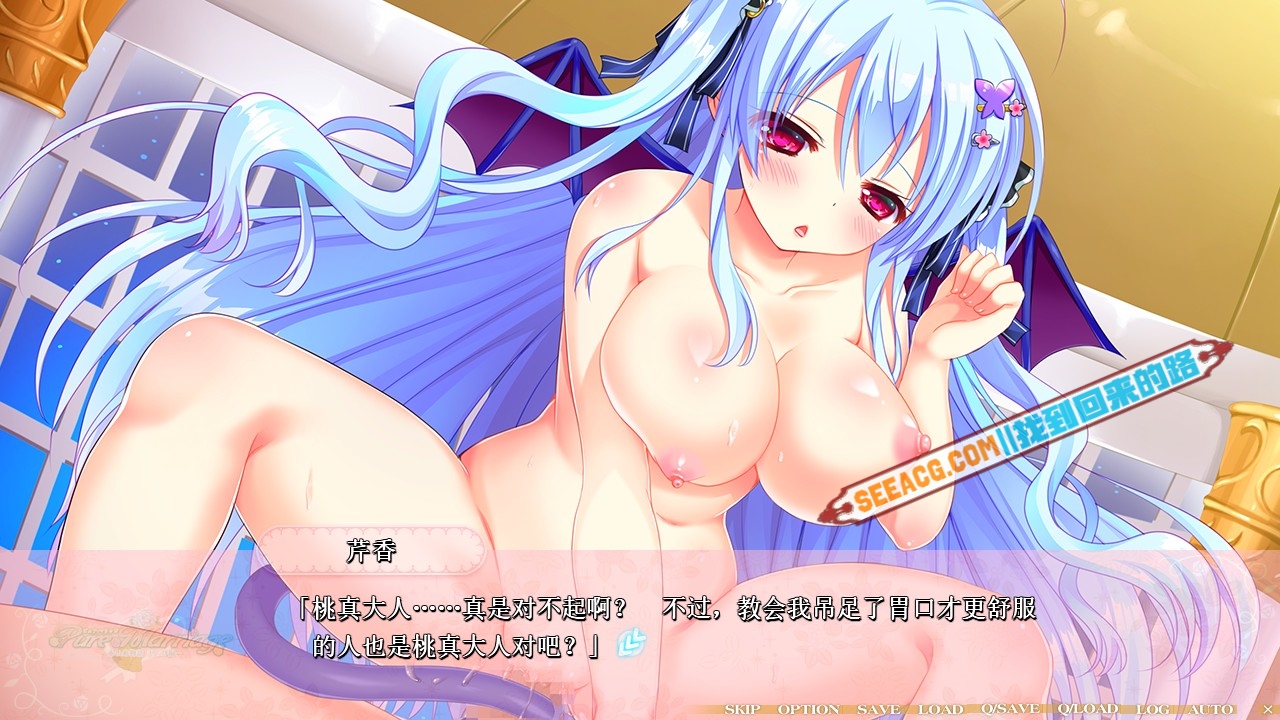 SEEACG.COM||找到回来的路
芹香
「桃真大人……真是对不起啊？　不过，教会我吊足了胃口才更舒服
的人也是桃真大人对吧？」
SKIP OPTION SAVE LOAD Q/SAVE Q/LOAD LOG AUTO ×